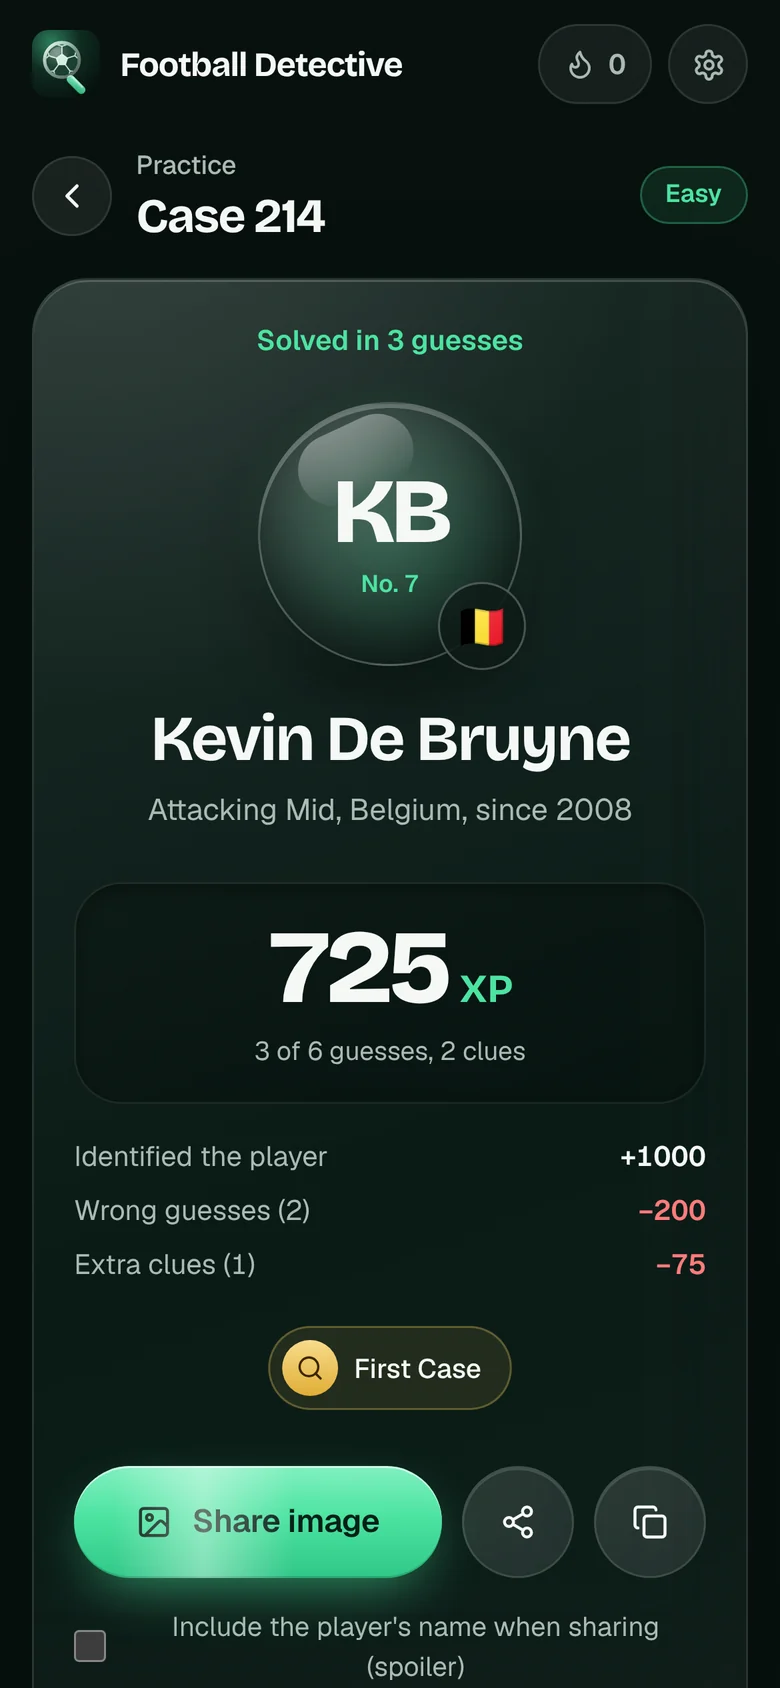 Football Detective
0
Practice
Case 214
Easy
Solved in 3 guesses
KB
No. 7
Kevin De Bruyne
Attacking Mid, Belgium, since 2008
725 XP
3 of 6 guesses, 2 clues
Identified the player +1000
Wrong guesses (2) −200
Extra clues (1) −75
First Case
Share image
Include the player's name when sharing
(spoiler)